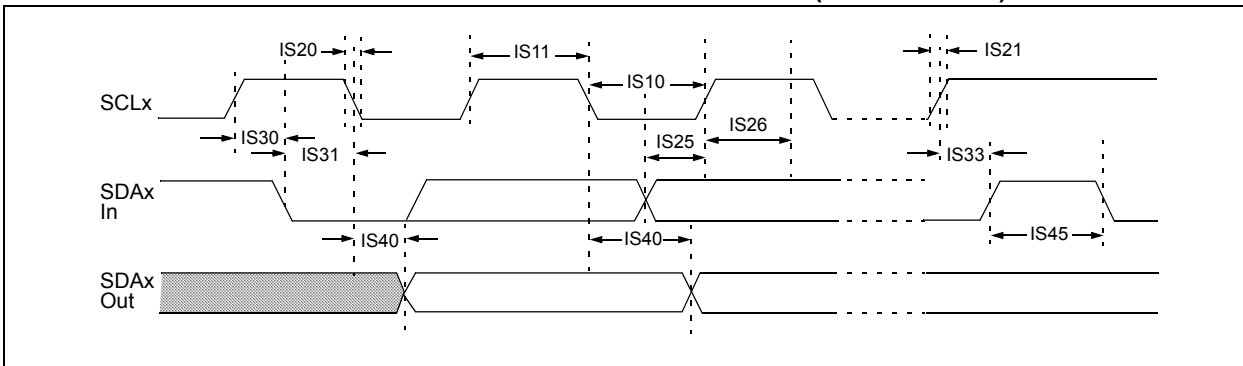 IS20
IS11
IS21
IS10
SCLx
IS30
IS31
IS25
IS26
IS33
SDAx
In
IS40
IS40
IS45
SDAx
Out